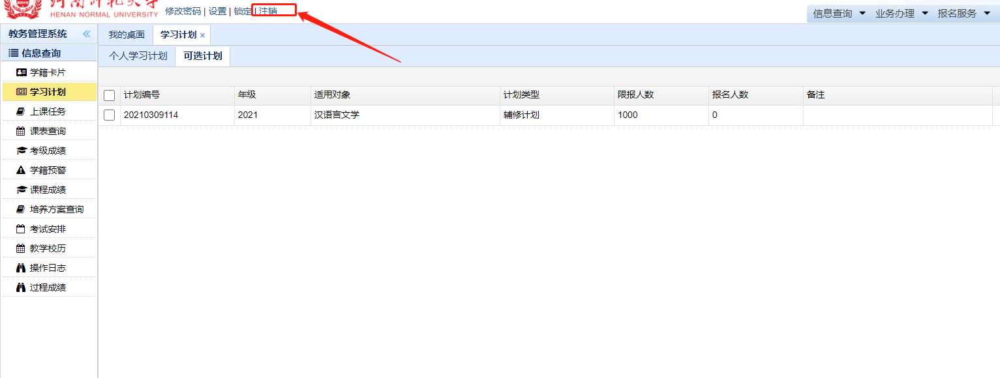 河南师范大学
HENAN NORMAL UNIVERSITY
修改密码 | 设置 | 锁定 | 注销
信息查询 业务办理 报名服务
教务管理系统
我的桌面 学习计划 ×
信息查询
个人学习计划 可选计划
学籍卡片
学习计划
上课任务
课表查询
考级成绩
学籍预警
课程成绩
培养方案查询
考试安排
教学校历
操作日志
过程成绩
计划编号 年级 适用对象 计划类型 限报人数 报名人数 备注
20210309114 2021 汉语言文学 辅修计划 1000 0